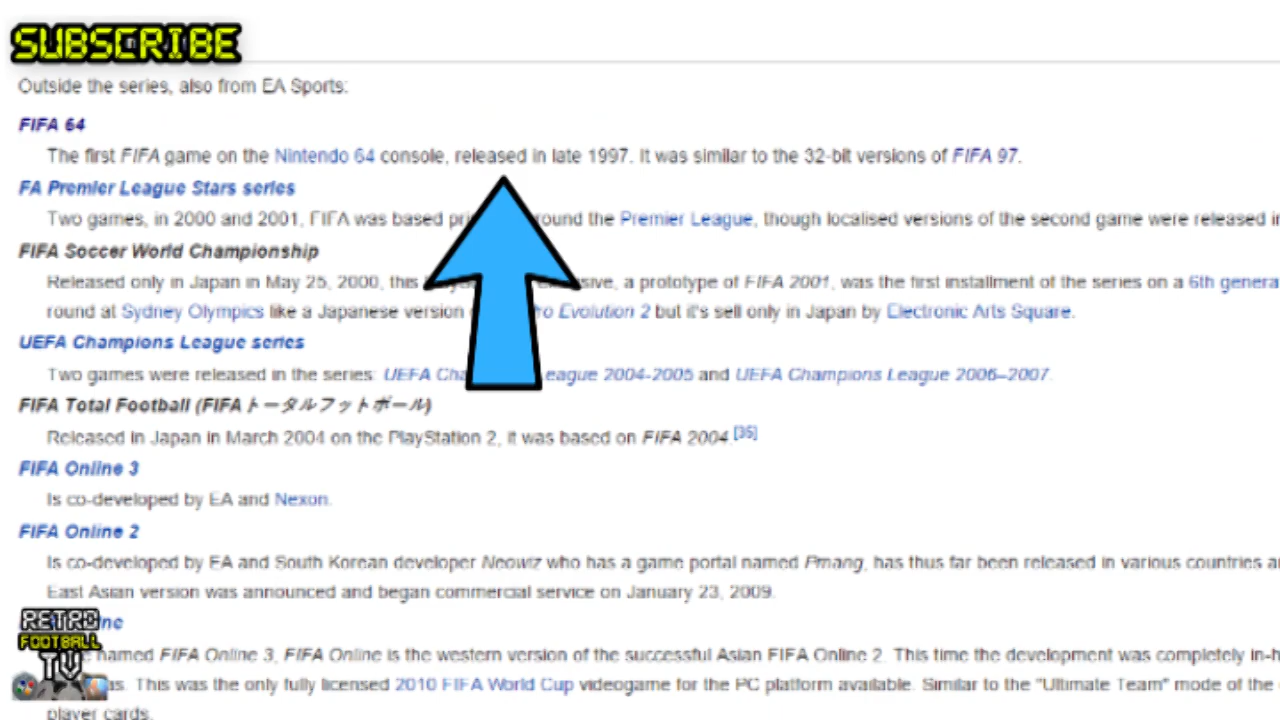 SUBSCRIBE
Outside the series, also from EA Sports:
FIFA 64
The first FIFA game on the Nintendo 64 console, released in late 1997. It was similar to the 32-bit versions of FIFA 97.
FA Premier League Stars series
Two games, in 2000 and 2001, FIFA was based around the Premier League, though localised versions of the second game were released
FIFA Soccer World Championship
Released only in Japan in May 25, 2000, this a prototype of FIFA 2001, was the first installment of the series on a 6th
round at Sydney Olympics like a Japanese version Evolution 2 but it's sell only in Japan by Electronic Arts Square.
UEFA Champions League series
Two games were released in the series: UEFA League 2004-2005 and UEFA Champions League 2006–2007.
FIFA Total Football (FIFA トータルフットボール)
Released in Japan in March 2004 on the PlayStation 2, it was based on FIFA 2004.[35]
FIFA Online 3
Is co-developed by EA and Nexon.
FIFA Online 2
Is co-developed by EA and South Korean developer Neowiz who has a game portal named Pmang, has thus far been released in various countries
East Asian version was announced and began commercial service on January 23, 2009.
RETRO
FOOTBALL
TV
named FIFA Online 3, FIFA Online is the western version of the successful Asian FIFA Online 2. This time the development was completely
This was the only fully licensed 2010 FIFA World Cup videogame for the PC platform available. Similar to the "Ultimate Team" mode of the
player cards.